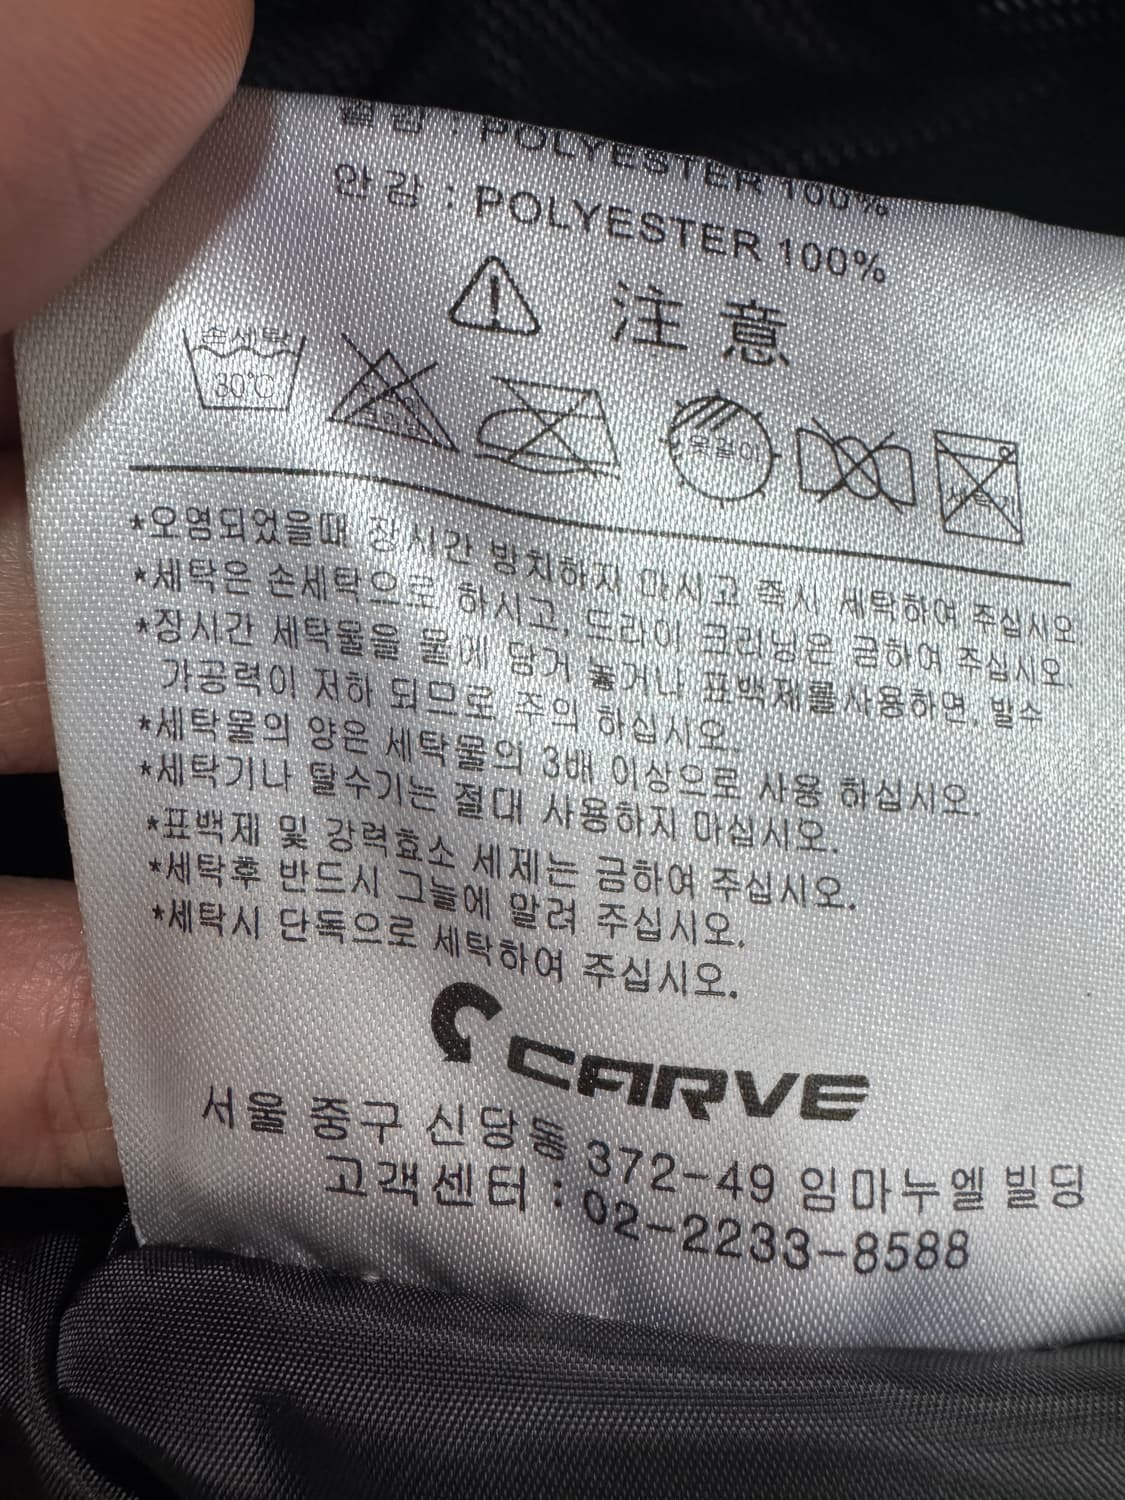 겉감 : POLYESTER 100%
안감 : POLYESTER 100%
注意
손세탁
30℃
옷걸이
*오염되었을때 장시간 방치하지 마시고 즉시 세탁하여 주십시오
*세탁은 손세탁으로 하시고, 드라이 크리닝은 금하여 주십시오.
*장시간 세탁물을 물에 담거 놓거나 표백제를사용하면, 발수
가공력이 저하 되므로 주의 하십시오.
*세탁물의 양은 세탁물의 3배 이상으로 사용 하십시오.
*세탁기나 탈수기는 절대 사용하지 마십시오.
*표백제 및 강력효소 세제는 금하여 주십시오.
*세탁후 반드시 그늘에 말려 주십시오.
*세탁시 단독으로 세탁하여 주십시오.
CARVE
서울 중구 신당동 372-49 임마누엘 빌딩
고객센터 : 02-2233-8588